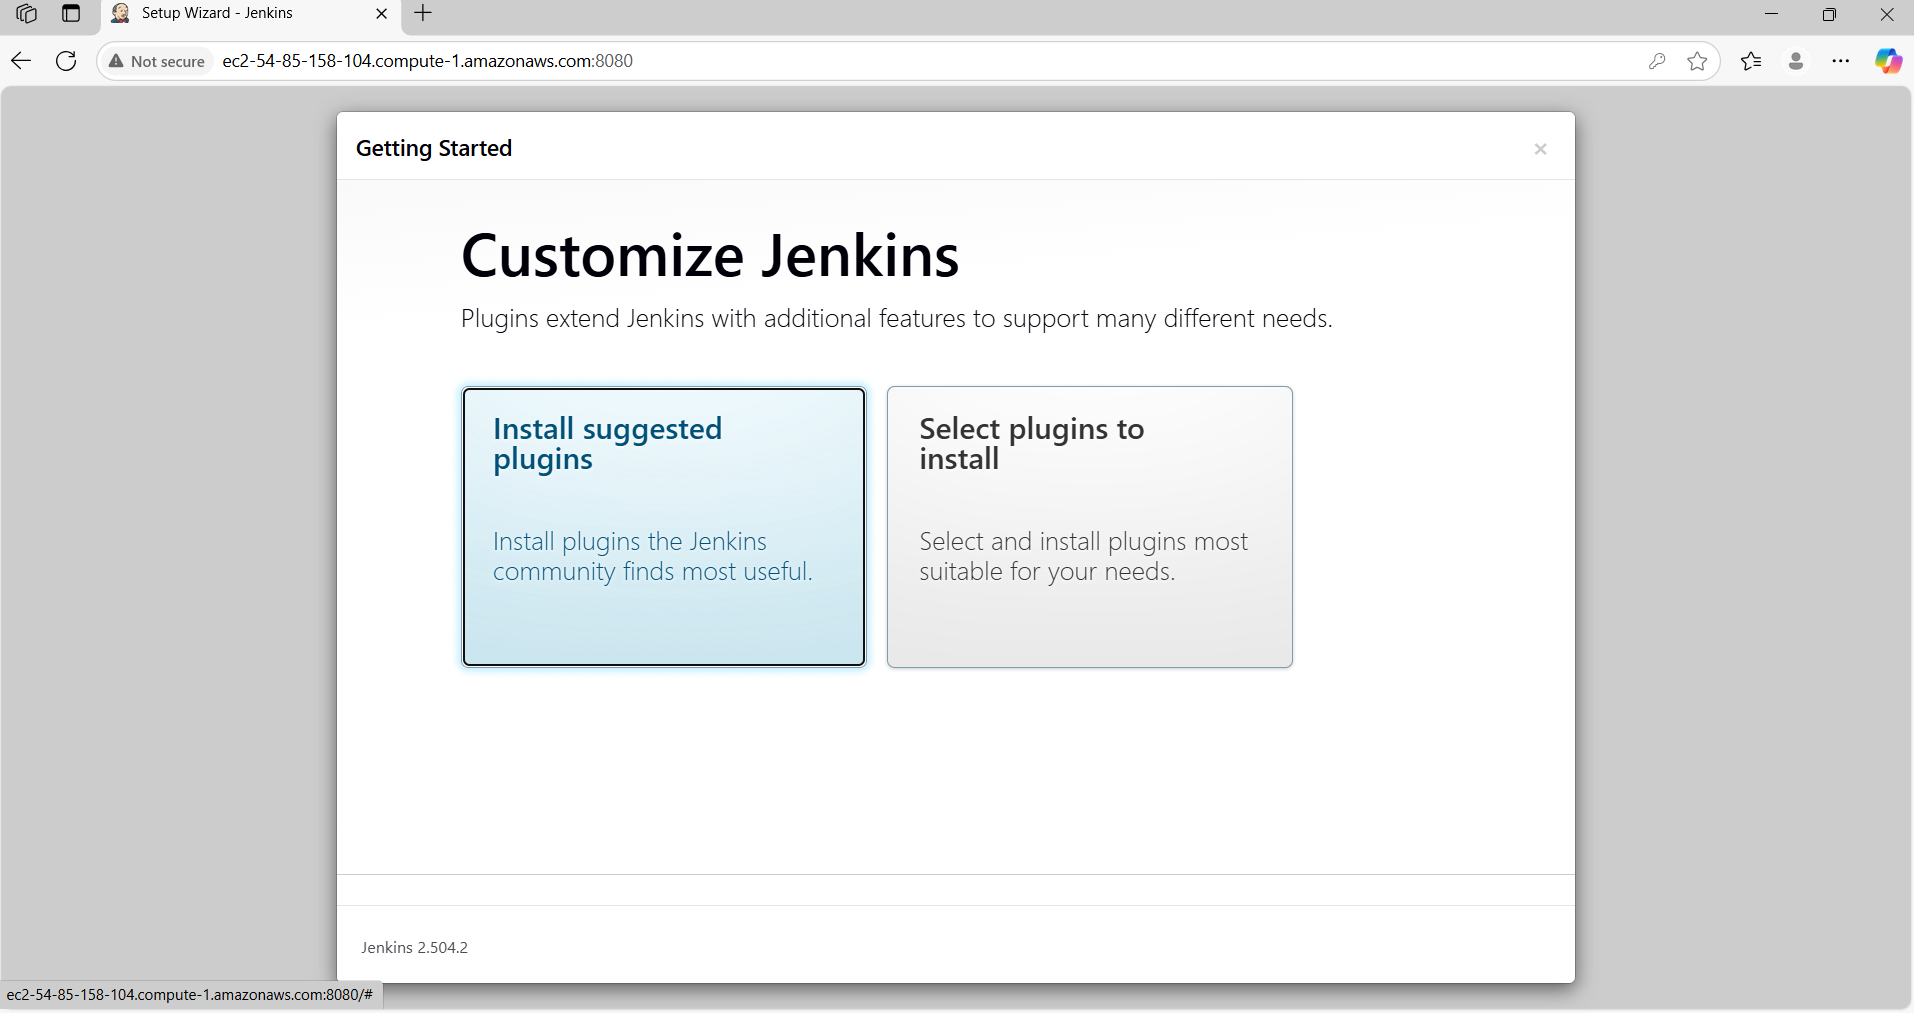 Setup Wizard - Jenkins
Not secure
ec2-54-85-158-104.compute-1.amazonaws.com:8080
Getting Started
Customize Jenkins
Plugins extend Jenkins with additional features to support many different needs.
Install suggested
plugins
Install plugins the Jenkins
community finds most useful.
Select plugins to
install
Select and install plugins most
suitable for your needs.
Jenkins 2.504.2
ec2-54-85-158-104.compute-1.amazonaws.com:8080/#